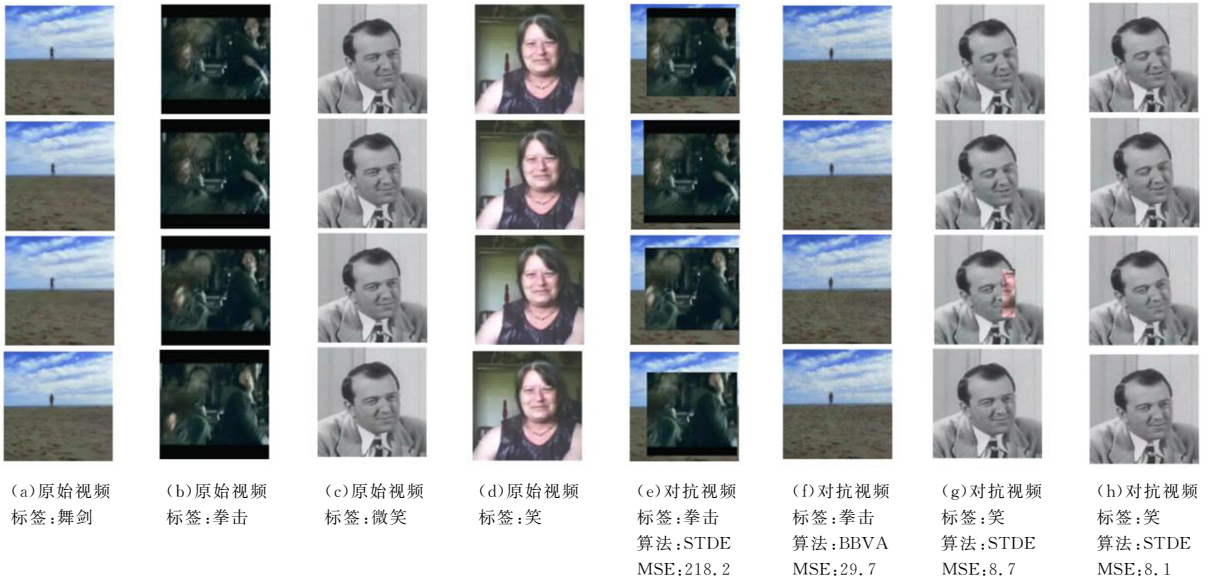 (a)原始视频
标签:舞剑
(b)原始视频
标签:拳击
(c)原始视频
标签:微笑
(d)原始视频
标签:笑
(e)对抗视频
标签:拳击
算法:STDE
MSE:218.2
(f)对抗视频
标签:拳击
算法:BBVA
MSE:29.7
(g)对抗视频
标签:笑
算法:STDE
MSE:8.7
(h)对抗视频
标签:笑
算法:STDE
MSE:8.1